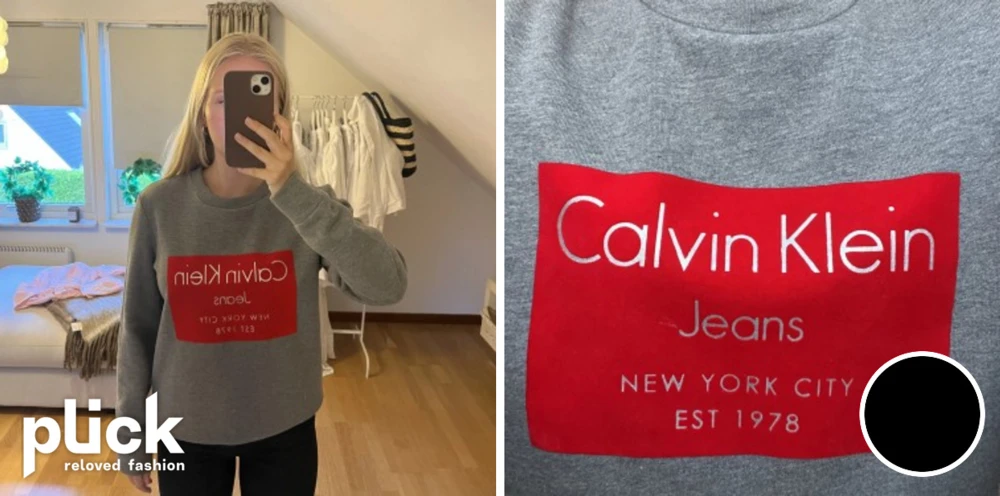 Calvin Klein
Jeans
NEW YORK CITY
EST 1978
plick
reloved fashion
Calvin Klein
Jeans
NEW YORK CITY
EST 1978